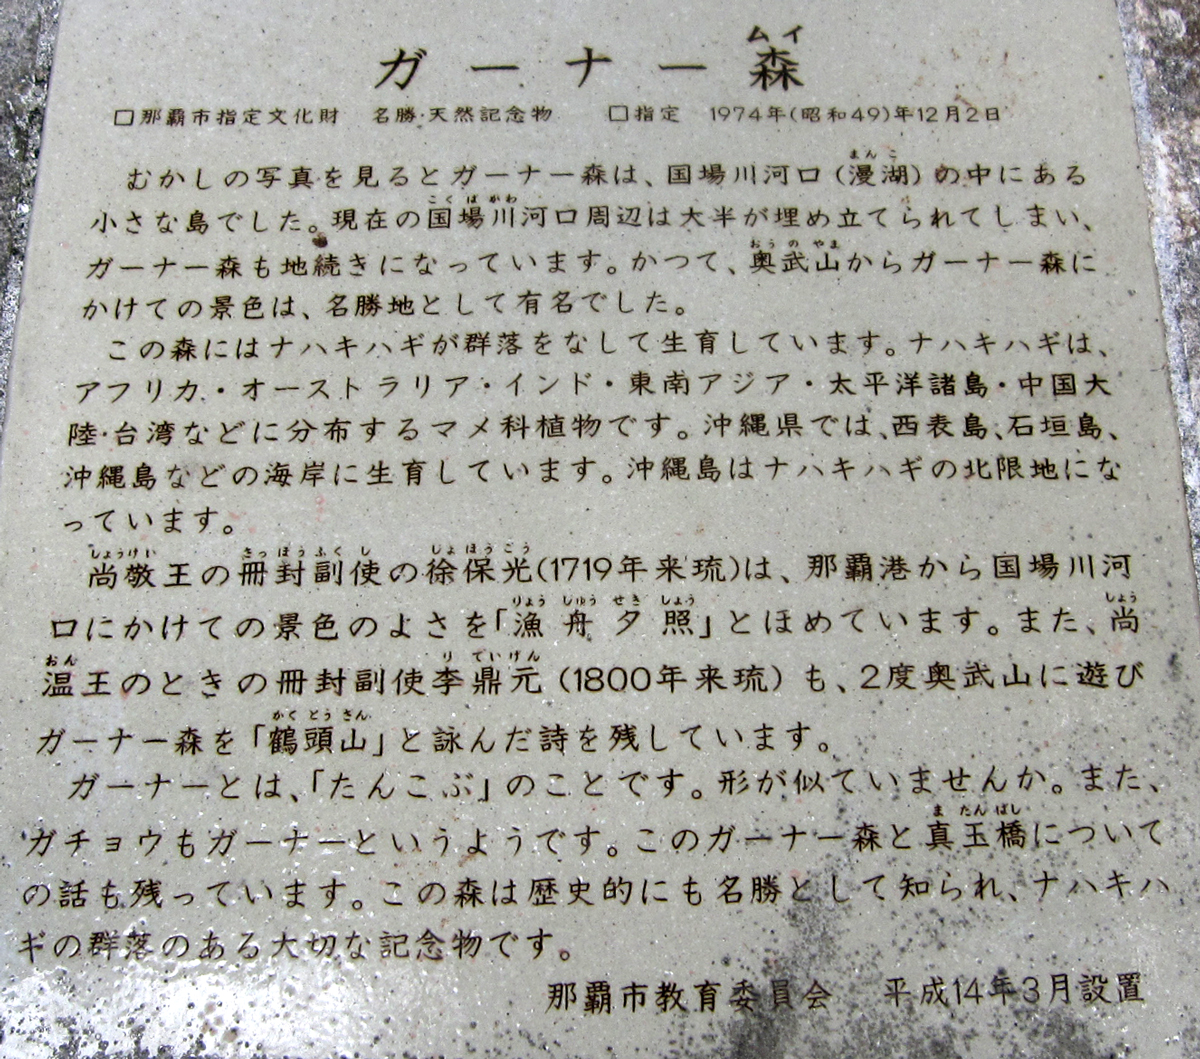 ガーナー森
□那覇市指定文化財　名勝・天然記念物　　□指定　1974年(昭和49)年12月2日
むかしの写真を見るとガーナー森は、国場川河口(漫湖)の中にある
小さな島でした。現在の国場川河口周辺は大半が埋め立てられてしまい、
ガーナー森も地続きになっています。かつて、奥武山からガーナー森に
かけての景色は、名勝地として有名でした。
この森にはナハキハギが群落をなして生育しています。ナハキハギは、
アフリカ・オーストラリア・インド・東南アジア・太平洋諸島・中国大
陸・台湾などに分布するマメ科植物です。沖縄県では、西表島、石垣島、
沖縄島などの海岸に生育しています。沖縄島はナハキハギの北限地にな
っています。
尚敬王の冊封副使の徐保光(1719年来琉)は、那覇港から国場川河
口にかけての景色のよさを「漁舟夕照」とほめています。また、尚
温王のときの冊封副使李鼎元(1800年来琉)も、2度奥武山に遊び
ガーナー森を「鶴頭山」と詠んだ詩を残しています。
ガーナーとは、「たんこぶ」のことです。形が似ていませんか。また、
ガチョウもガーナーというようです。このガーナー森と真玉橋について
の話も残っています。この森は歴史的にも名勝として知られ、ナハキハ
ギの群落のある大切な記念物です。
那覇市教育委員会　平成14年3月設置